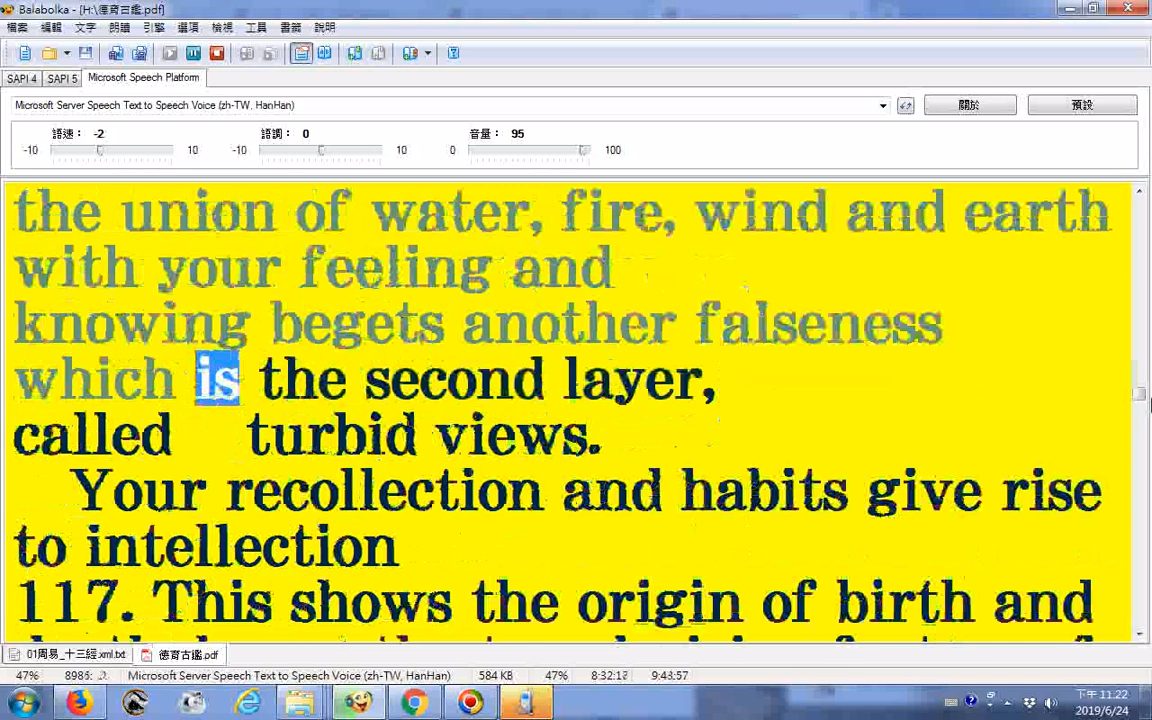 Balabolka - [H:\德育古鑑.pdf]
檔案 編輯 文字 朗讀 引擎 選項 檢視 工具 書籤 說明
SAPI 4 SAPI 5 Microsoft Speech Platform
Microsoft Server Speech Text to Speech Voice (zh-TW, HanHan) 關於 預設
語速： -2 語調： 0 音量： 95
-10 10 -10 10 0 100
the union of water, fire, wind and earth
with your feeling and
knowing begets another falseness
which is the second layer,
called turbid views.
Your recollection and habits give rise
to intellection
117. This shows the origin of birth and
01周易_十三經.xml.txt 德育古鑑.pdf
47% Microsoft Server Speech Text to Speech Voice (zh-TW, HanHan) 584 KB 47% 9:43:57
下午 11:22
2019/6/24